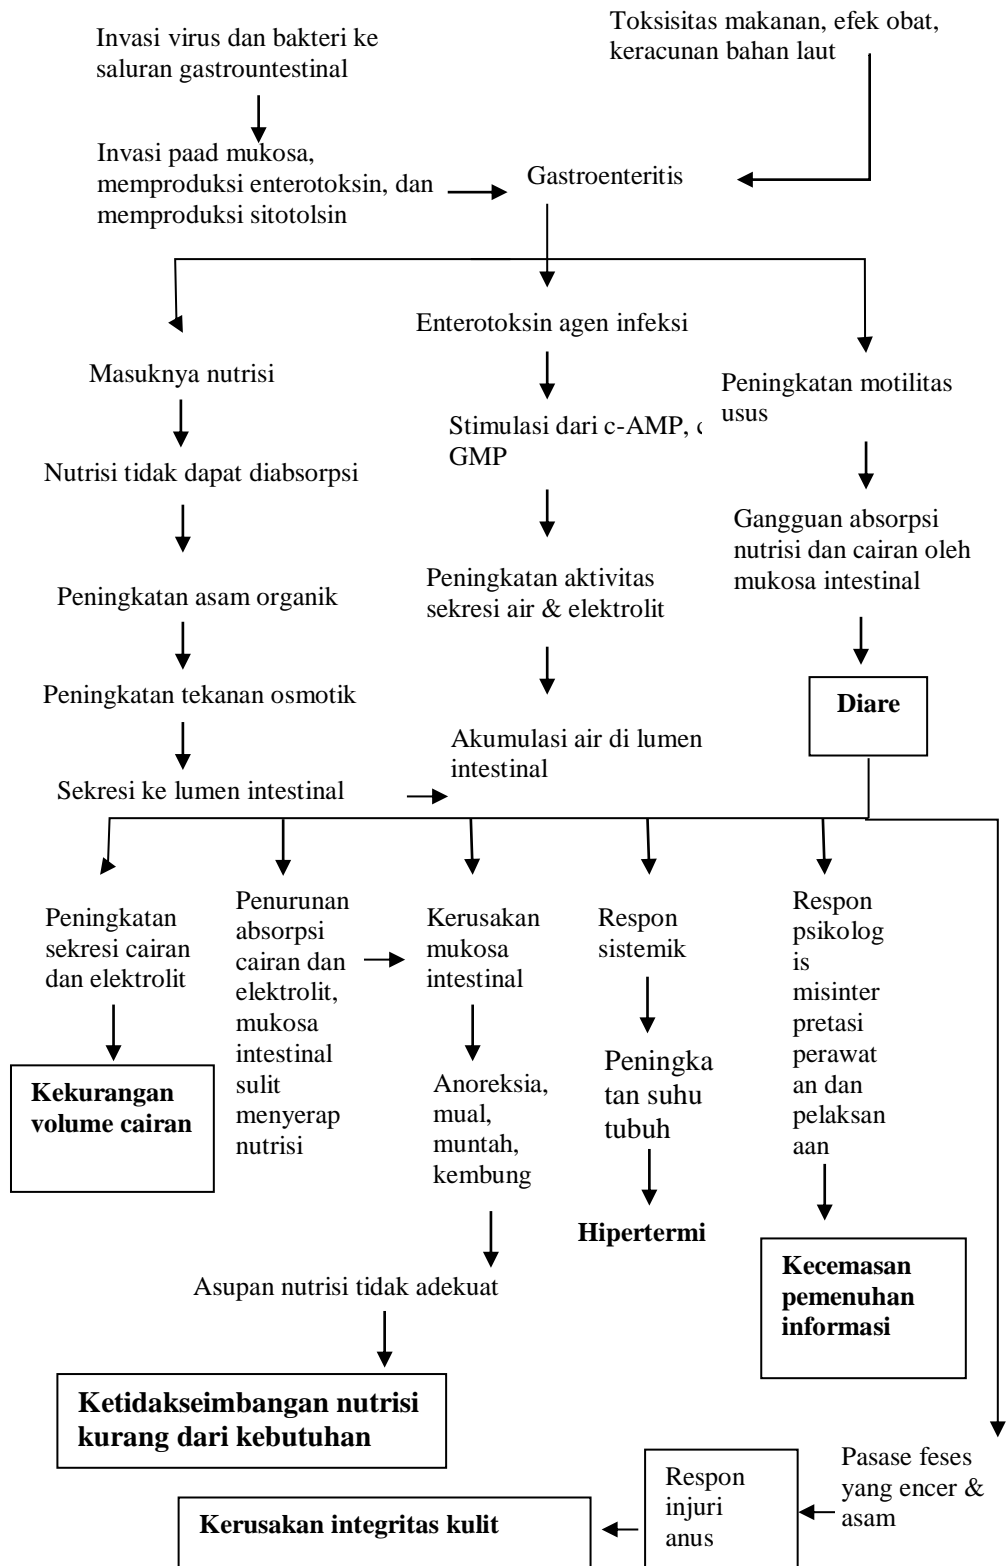 Invasi virus dan bakteri ke
saluran gastrountestinal
Toksisitas makanan, efek obat,
keracunan bahan laut
Invasi paad mukosa,
memproduksi enterotoksin, dan
memproduksi sitotolsin
Gastroenteritis
Masuknya nutrisi
Enterotoksin agen infeksi
Peningkatan motilitas
usus
Nutrisi tidak dapat diabsorpsi
Stimulasi dari c-AMP, c
GMP
Gangguan absorpsi
nutrisi dan cairan oleh
mukosa intestinal
Peningkatan asam organik
Peningkatan aktivitas
sekresi air & elektrolit
Peningkatan tekanan osmotik
Diare
Sekresi ke lumen intestinal
Akumulasi air di lumen
intestinal
Peningkatan
sekresi cairan
dan elektrolit
Penurunan
absorpsi
cairan dan
elektrolit,
mukosa
intestinal
sulit
menyerap
nutrisi
Kerusakan
mukosa
intestinal
Respon
sistemik
Respon
psikolog
is
misinter
pretasi
perawat
an dan
pelaksan
aan
Kekurangan
volume cairan
Anoreksia,
mual,
muntah,
kembung
Peningka
tan suhu
tubuh
Hipertermi
Kecemasan
pemenuhan
informasi
Asupan nutrisi tidak adekuat
Ketidakseimbangan nutrisi
kurang dari kebutuhan
Pasase feses
yang encer &
asam
Respon
injuri
anus
Kerusakan integritas kulit